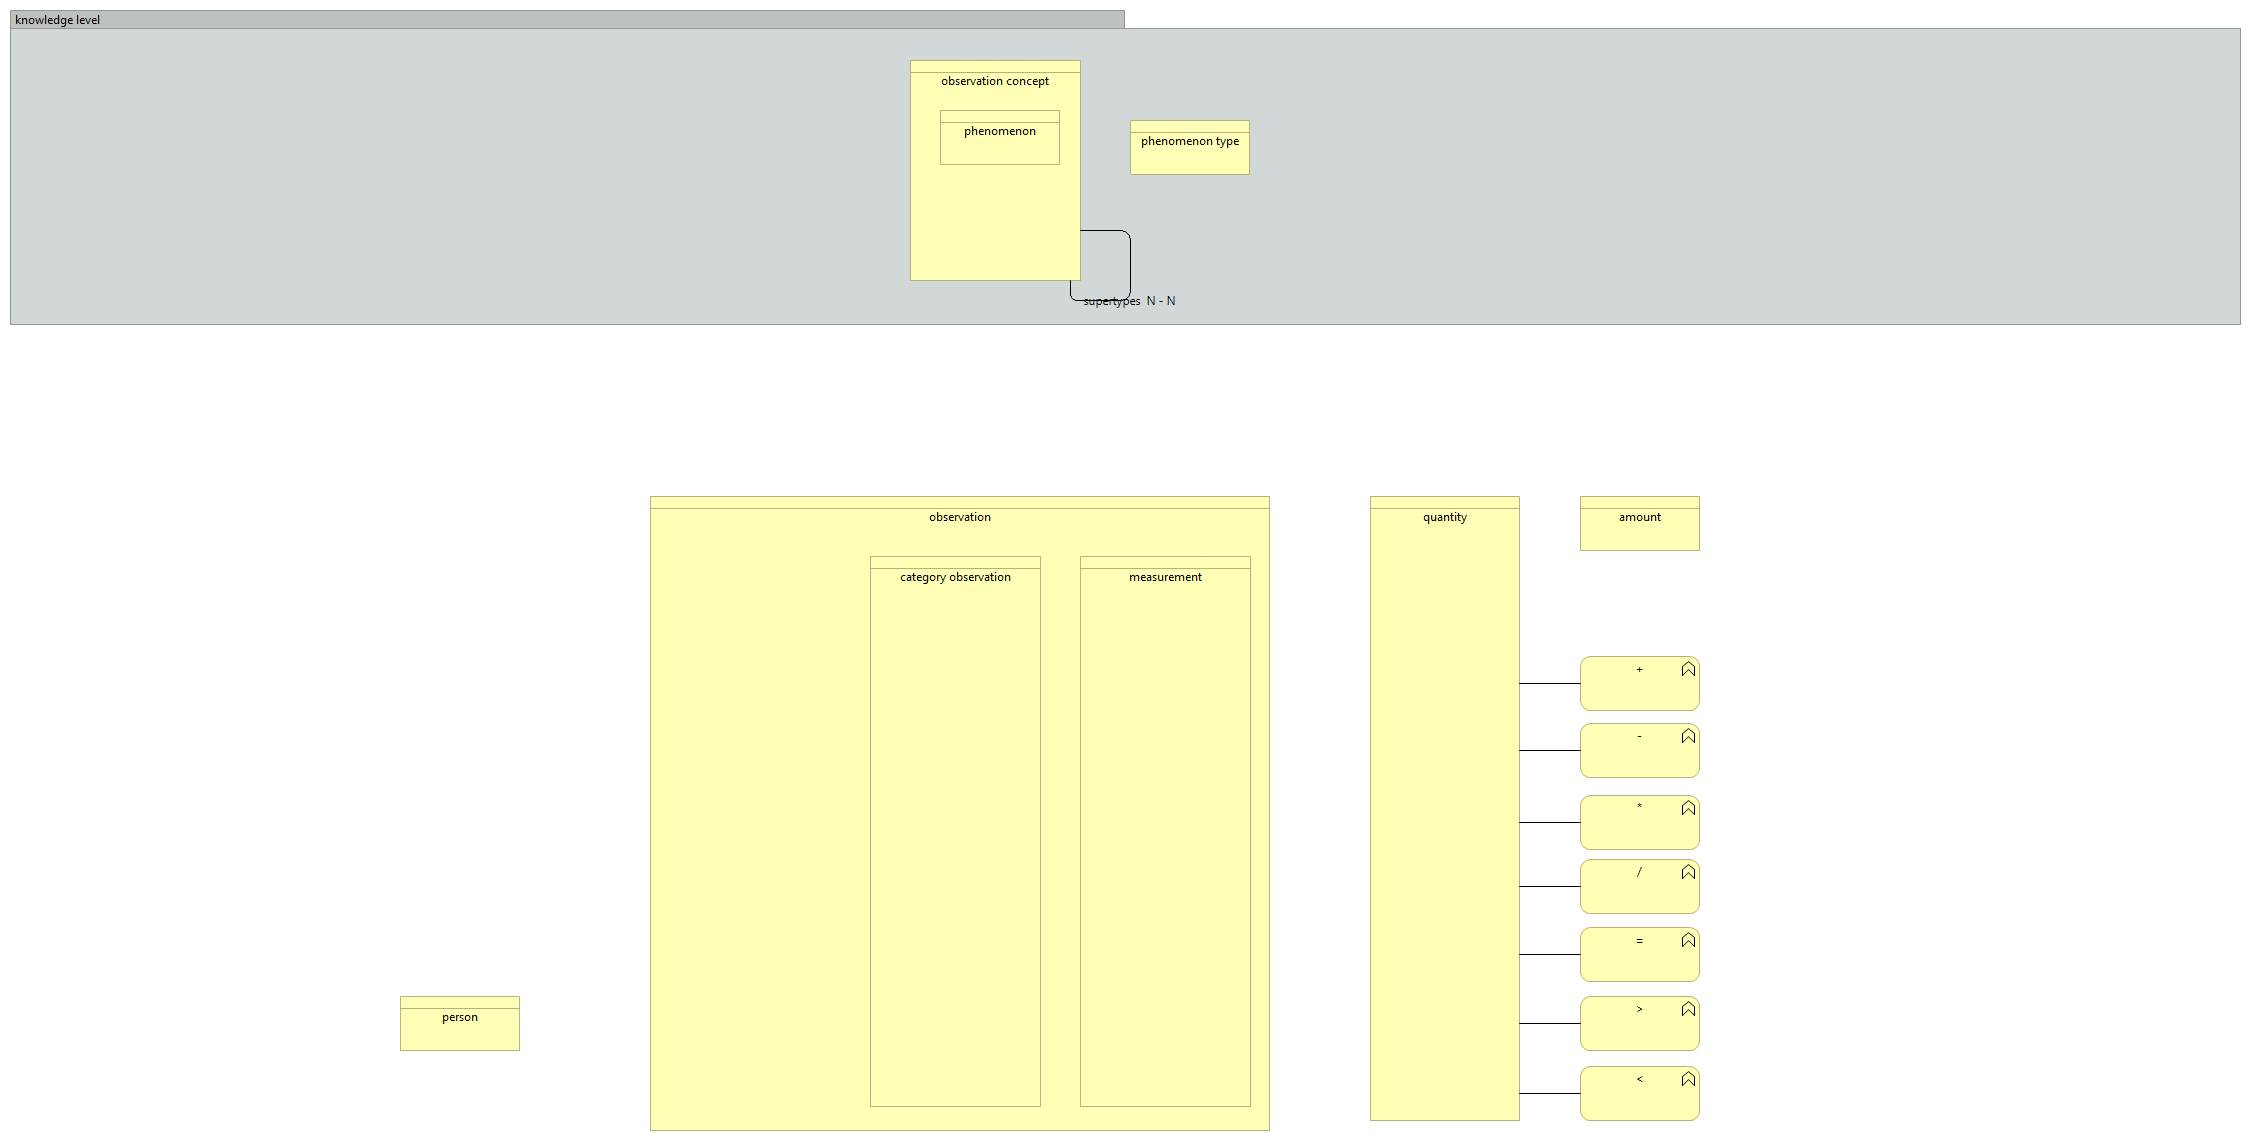 knowledge level
observation concept
phenomenon
phenomenon type
supertypes N - N
observation
quantity
amount
category observation
measurement
+
-
*
/
=
person
>
<